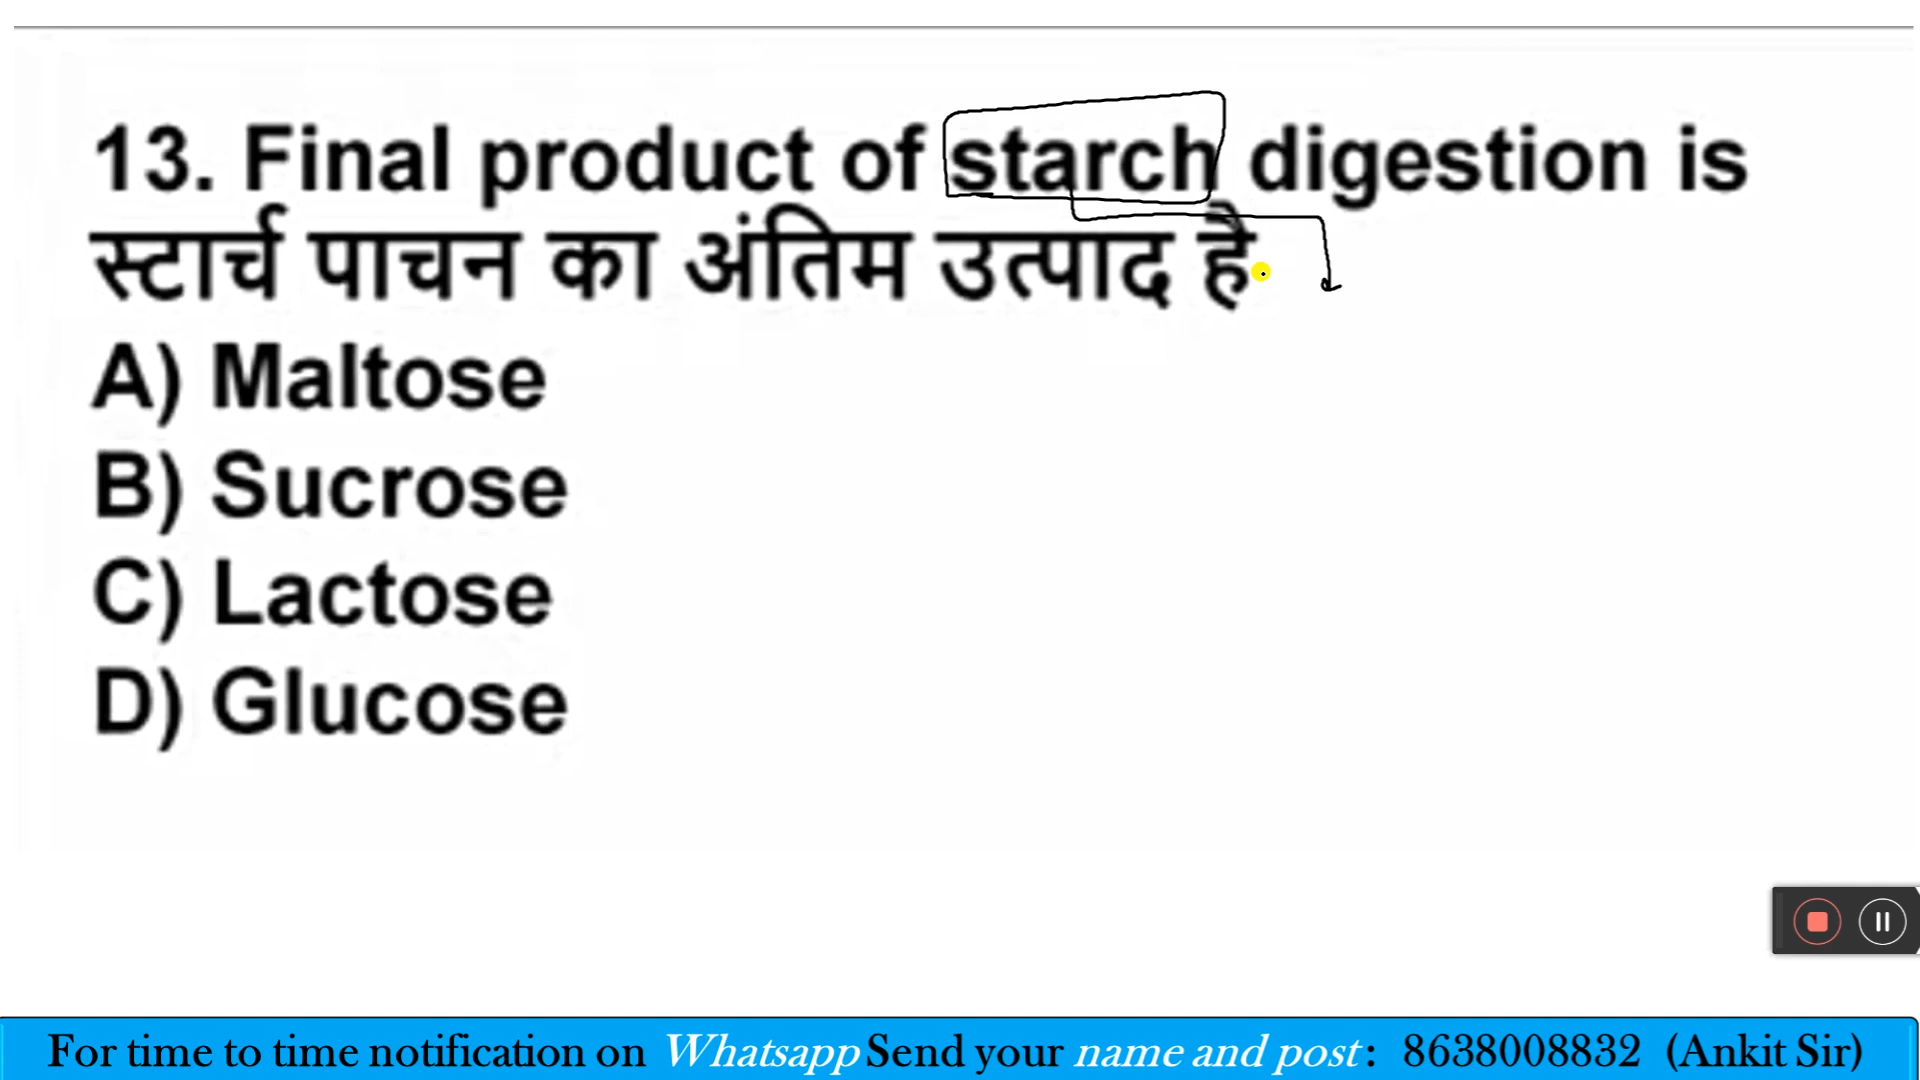 13. Final product of starch digestion is
स्टार्च पाचन का अंतिम उत्पाद है
A) Maltose
B) Sucrose
C) Lactose
D) Glucose
For time to time notification on Whatsapp Send your name and post : 8638008832 (Ankit Sir)